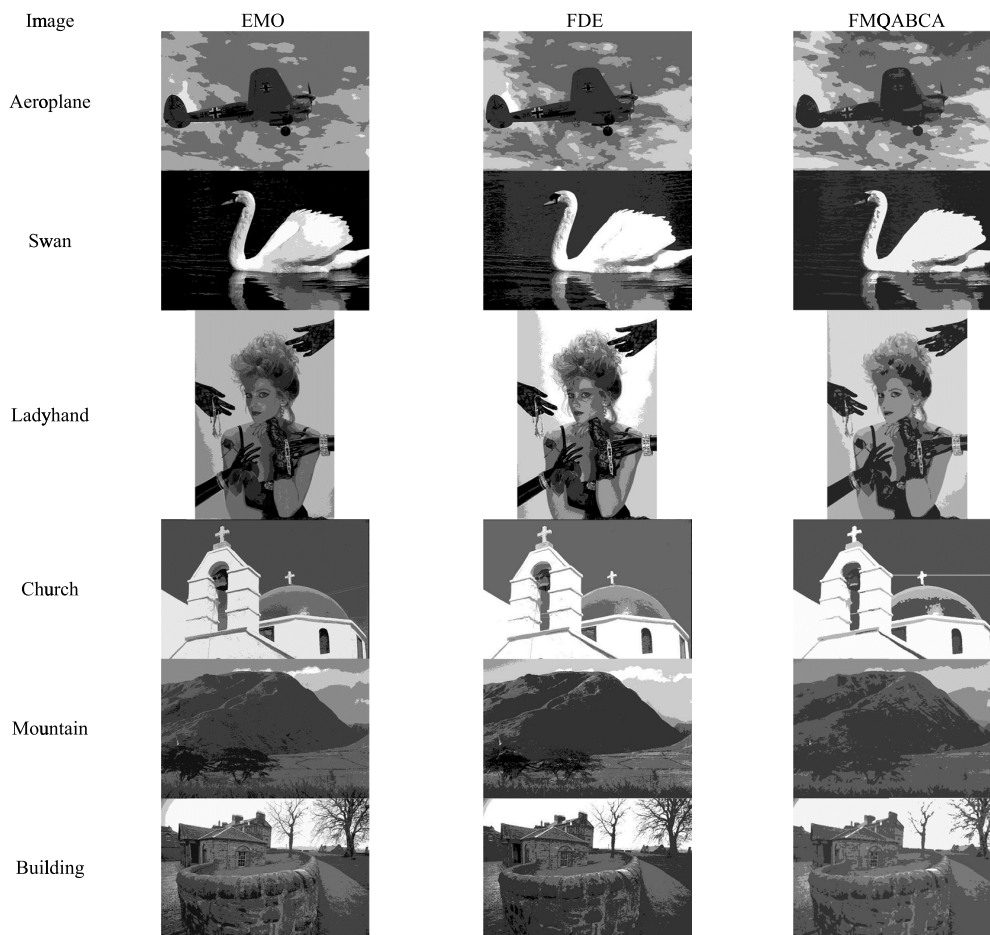 Image EMO FDE FMQABCA
Aeroplane
Swan
Ladyhand
Church
Mountain
Building